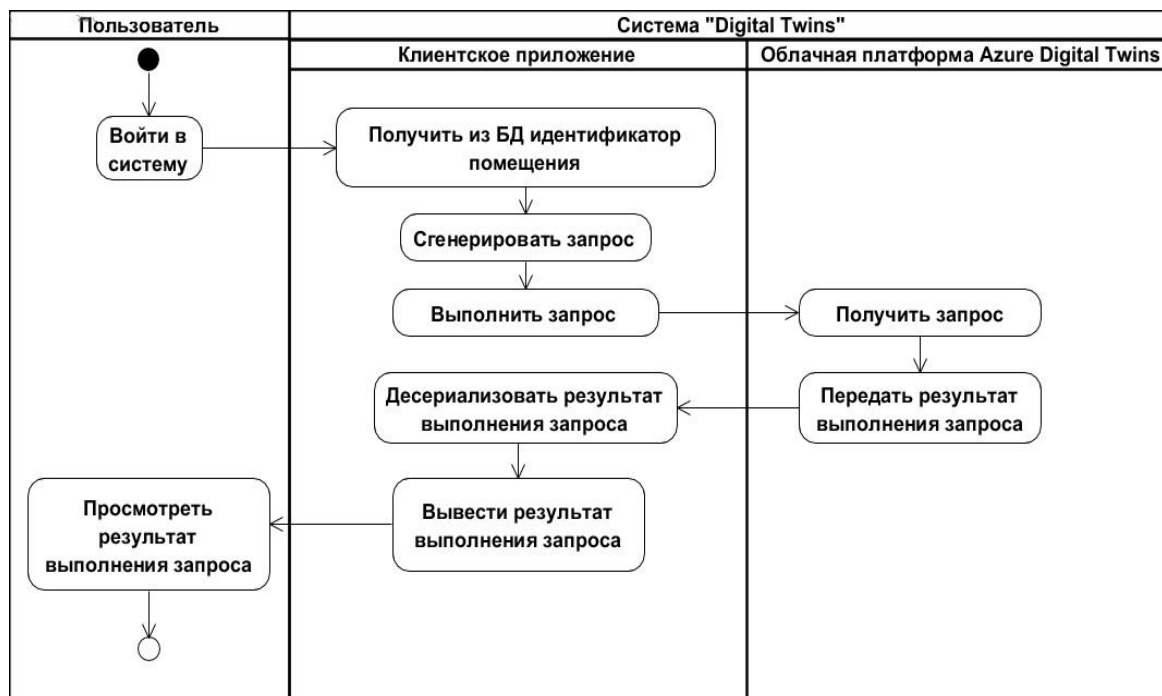 Пользователь
Система "Digital Twins"
Клиентское приложение
Облачная платформа Azure Digital Twins
Войти в
систему
Получить из БД идентификатор
помещения
Сгенерировать запрос
Выполнить запрос
Получить запрос
Десериализовать результат
выполнения запроса
Передать результат
выполнения запроса
Просмотреть
результат
выполнения запроса
Вывести результат
выполнения запроса